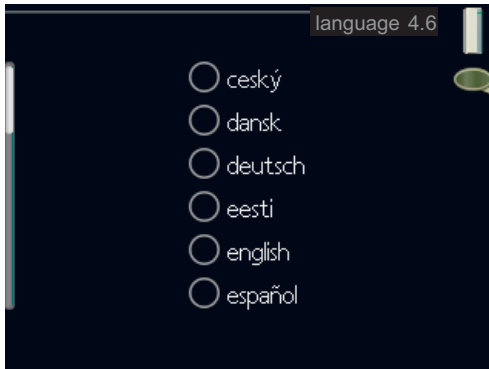 language 4.6
ceský
dansk
deutsch
eesti
english
español